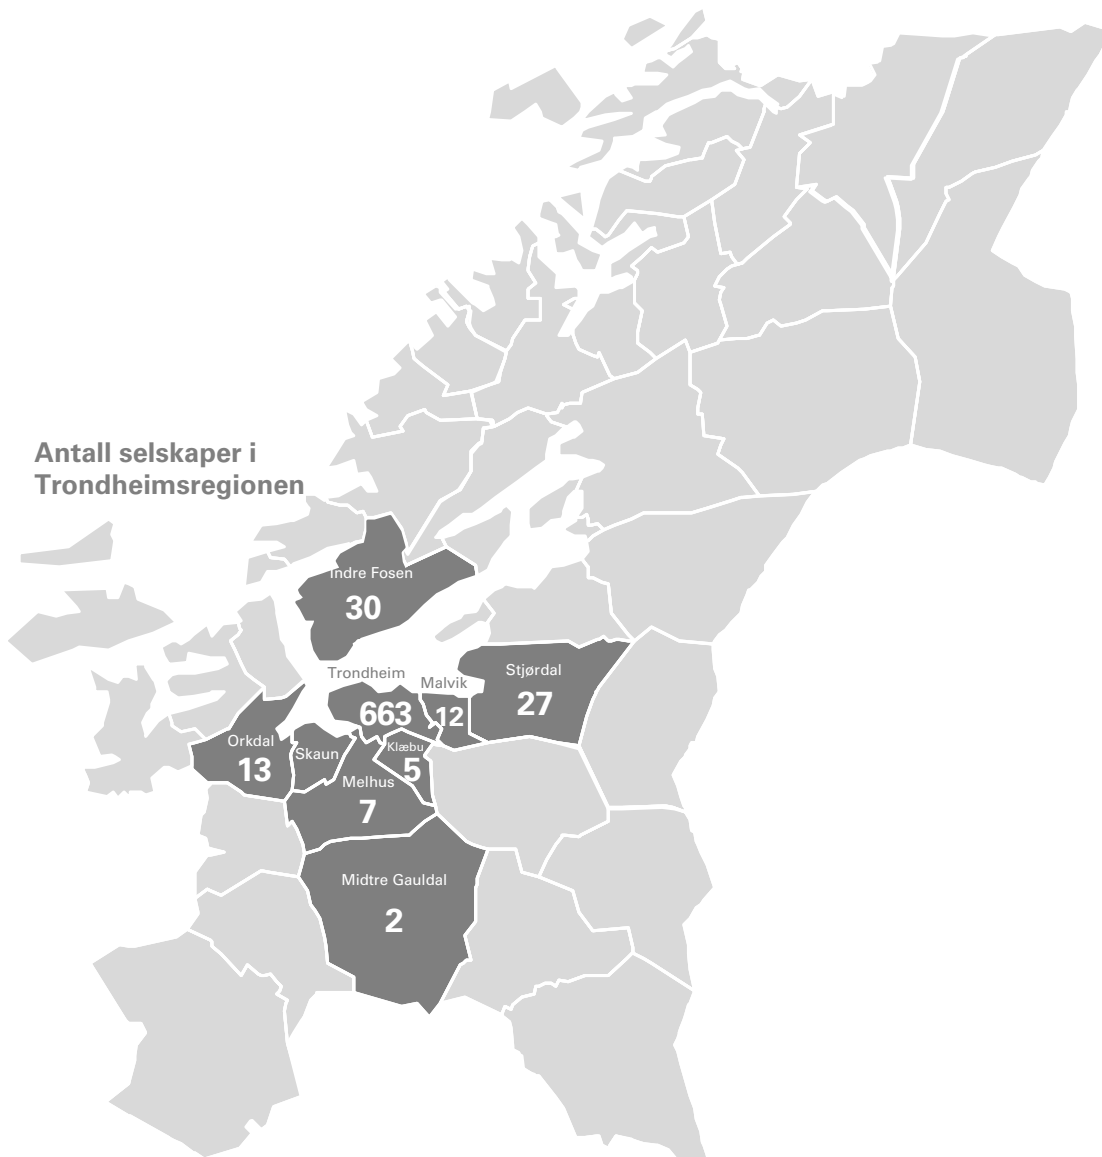 Antall selskaper i
Trondheimsregionen
Indre Fosen
30
Trondheim
663
Malvik
12
Stjørdal
27
Orkdal
13
Skaun
Klæbu
5
Melhus
7
Midtre Gauldal
2